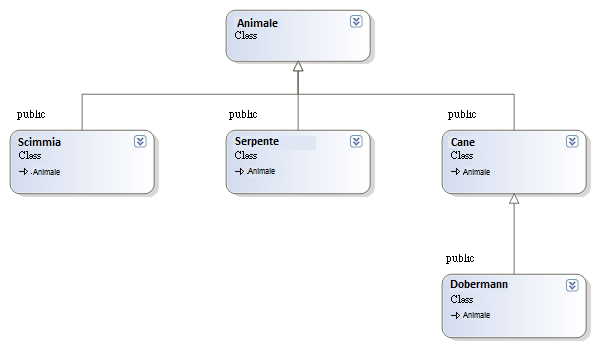 Animale
Class
public
public
public
Scimmia
Class
.Animale
Serpente
Class
Animale
Cane
Class
Animale
public
Dobermann
Class
Animale